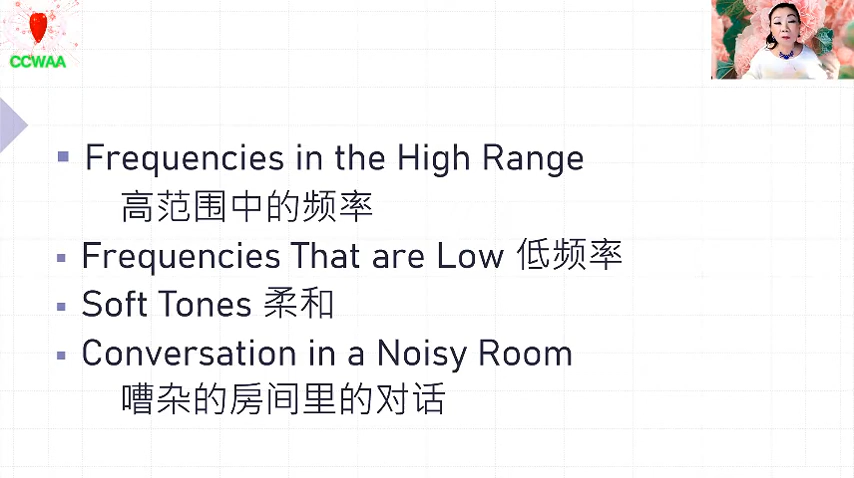 CCWAA
Frequencies in the High Range
高范围中的频率
Frequencies That are Low 低频率
Soft Tones 柔和
Conversation in a Noisy Room
嘈杂的房间里的对话